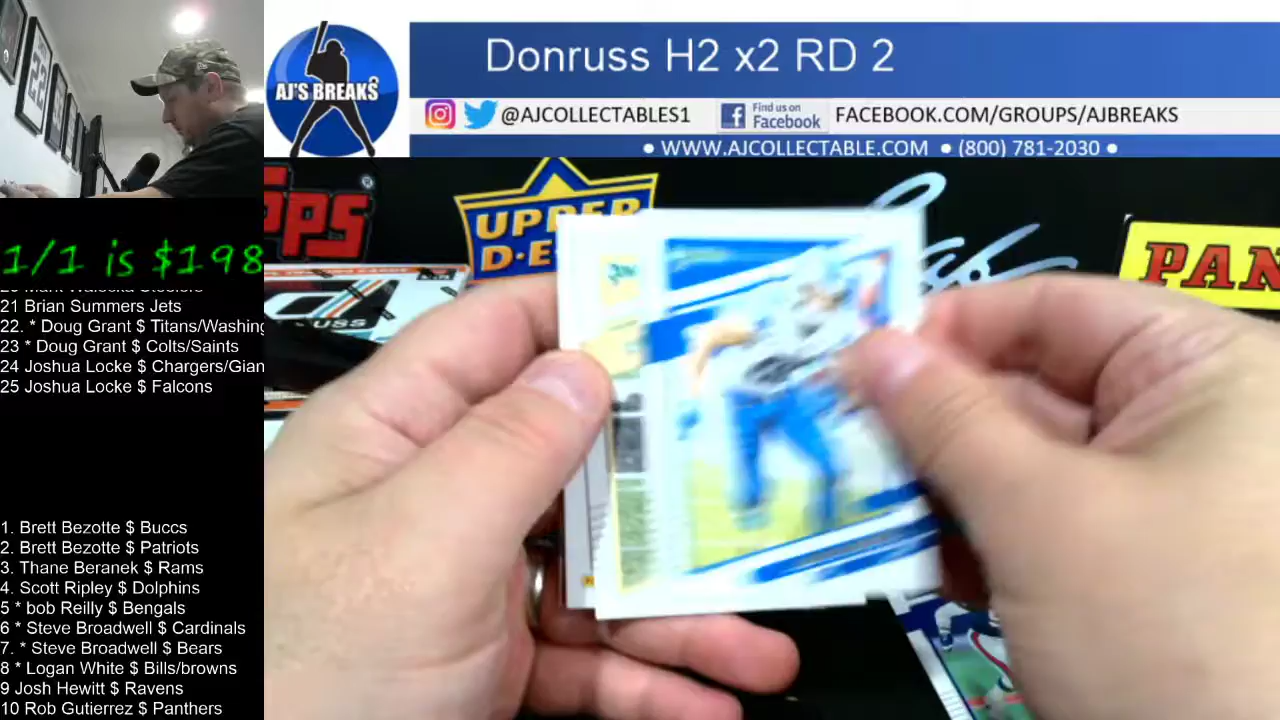 Donruss H2 x2 RD 2
AJ'S BREAKS
@AJCOLLECTABLES1
Find us on
Facebook
FACEBOOK.COM/GROUPS/AJBREAKS
• WWW.AJCOLLECTABLE.COM • (800) 781-2030 •
UPPER
D·E
PAN
1/1 is $198
21 Brian Summers Jets
22. * Doug Grant $ Titans/Washing
23 * Doug Grant $ Colts/Saints
24 Joshua Locke $ Chargers/Gian
25 Joshua Locke $ Falcons
1. Brett Bezotte $ Buccs
2. Brett Bezotte $ Patriots
3. Thane Beranek $ Rams
4. Scott Ripley $ Dolphins
5 * bob Reilly $ Bengals
6 * Steve Broadwell $ Cardinals
7. * Steve Broadwell $ Bears
8 * Logan White $ Bills/browns
9 Josh Hewitt $ Ravens
10 Rob Gutierrez $ Panthers